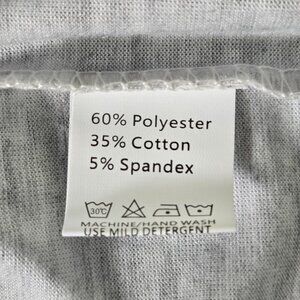 60% Polyester
35% Cotton
5% Spandex
30°C
MACHINE/HAND WASH
USE MILD DETERGENT